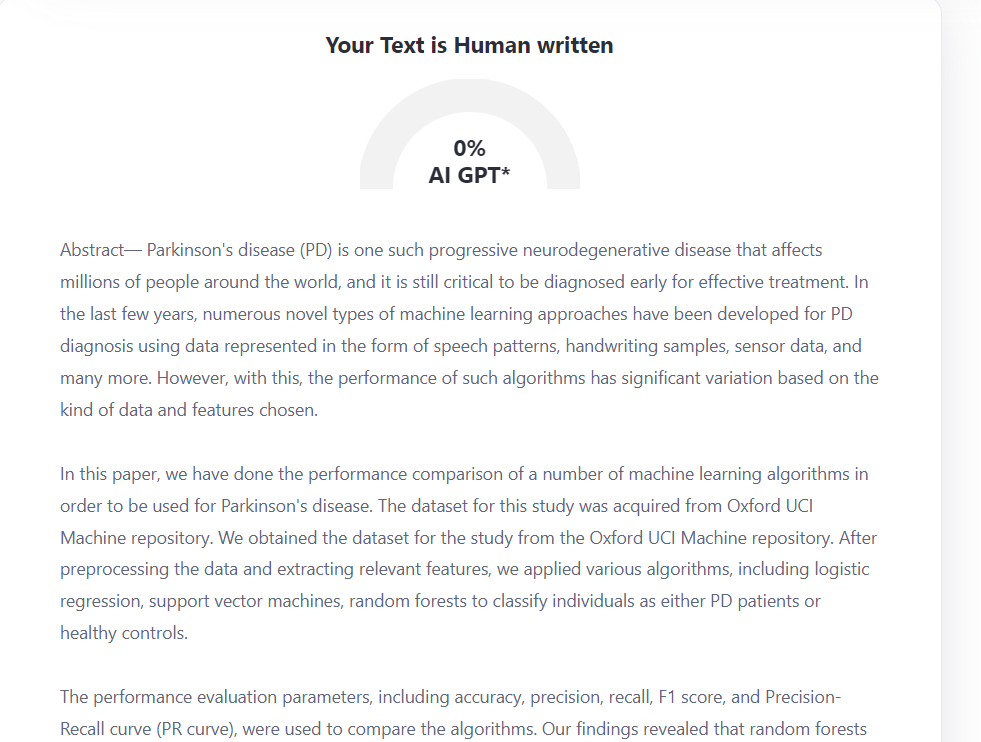 Your Text is Human written
0%
AI GPT*
Abstract— Parkinson's disease (PD) is one such progressive neurodegenerative disease that affects
millions of people around the world, and it is still critical to be diagnosed early for effective treatment. In
the last few years, numerous novel types of machine learning approaches have been developed for PD
diagnosis using data represented in the form of speech patterns, handwriting samples, sensor data, and
many more. However, with this, the performance of such algorithms has significant variation based on the
kind of data and features chosen.
In this paper, we have done the performance comparison of a number of machine learning algorithms in
order to be used for Parkinson's disease. The dataset for this study was acquired from Oxford UCI
Machine repository. We obtained the dataset for the study from the Oxford UCI Machine repository. After
preprocessing the data and extracting relevant features, we applied various algorithms, including logistic
regression, support vector machines, random forests to classify individuals as either PD patients or
healthy controls.
The performance evaluation parameters, including accuracy, precision, recall, F1 score, and Precision-
Recall curve (PR curve), were used to compare the algorithms. Our findings revealed that random forests